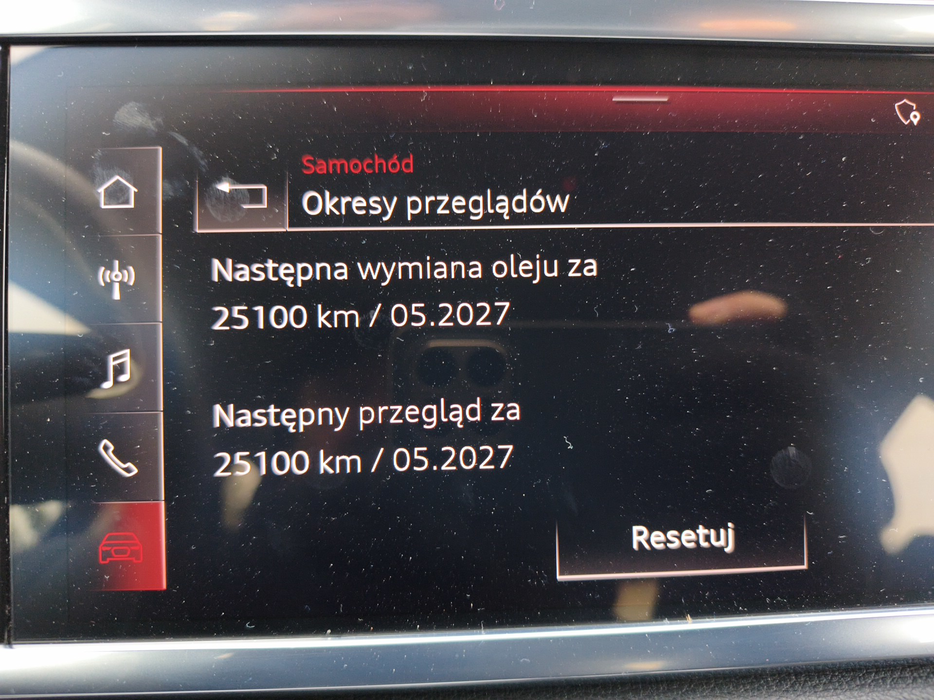 Samochód
Okresy przeglądów
Następna wymiana oleju za
25100 km / 05.2027
Następny przegląd za
25100 km / 05.2027
Resetuj